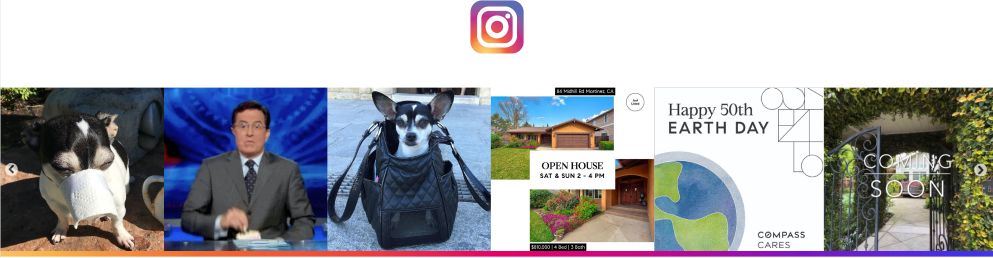 84 Midhill Rd Martinez, CA
Just
Listed
OPEN HOUSE
SAT & SUN 2 - 4 PM
$810,000 | 4 Bed | 3 Bath
Happy 50th
EARTH DAY
COMPASS
CARES
COMING
SOON